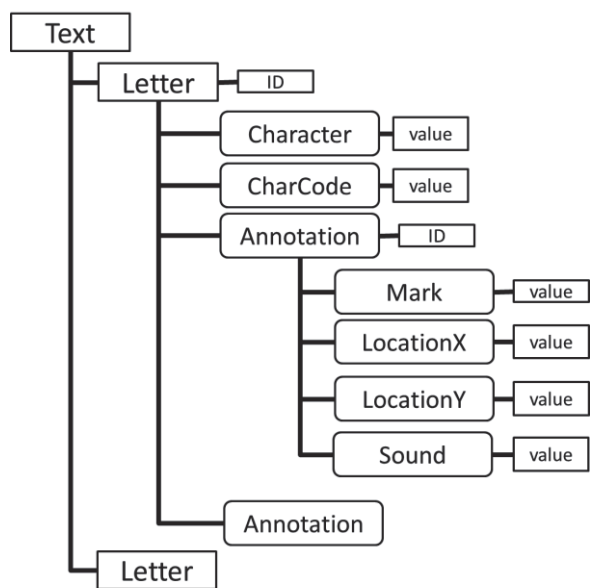 Text
Letter ID
Character value
CharCode value
Annotation ID
Mark value
LocationX value
LocationY value
Sound value
Annotation
Letter